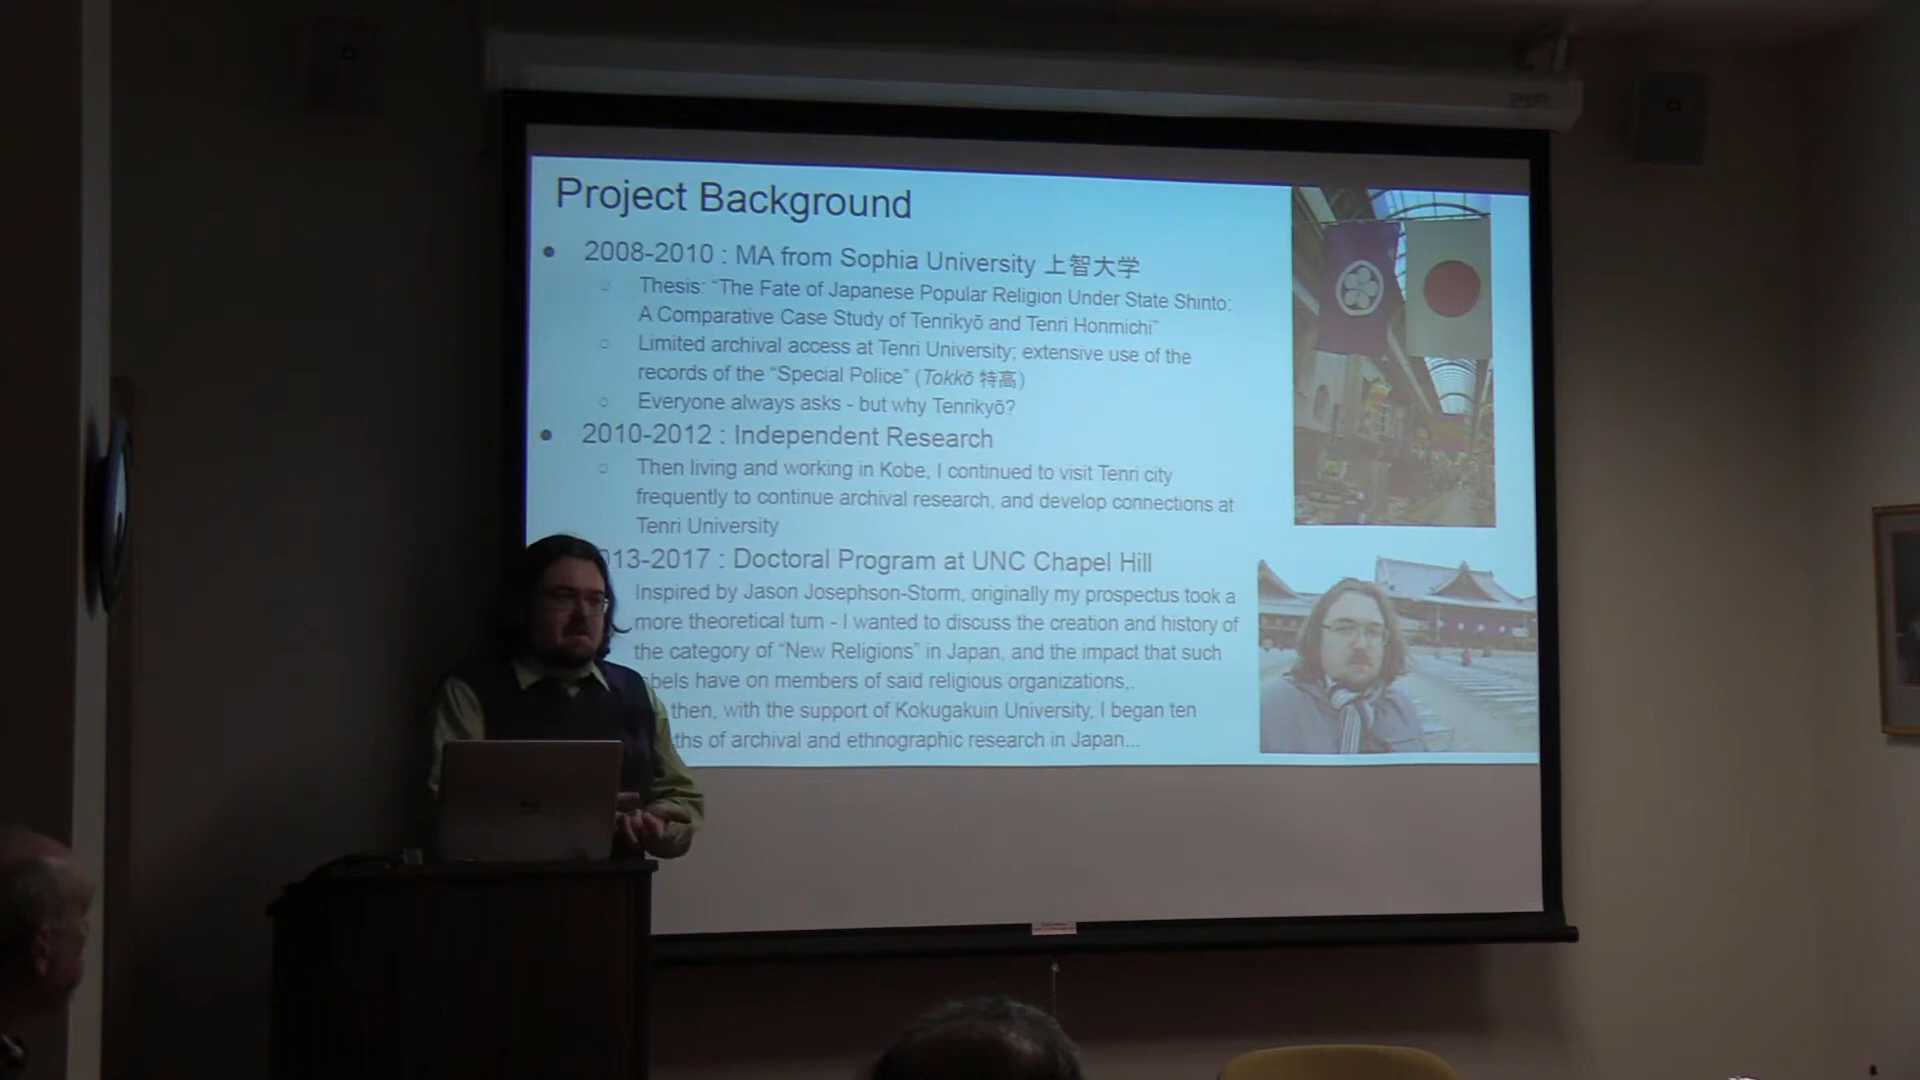 Project Background
2008-2010 : MA from Sophia University 上智大学
Thesis: “The Fate of Japanese Popular Religion Under State Shinto:
A Comparative Case Study of Tenrikyō and Tenri Honmichi”
Limited archival access at Tenri University; extensive use of the
records of the “Special Police” (Tokkō 特高)
Everyone always asks - but why Tenrikyō?
2010-2012 : Independent Research
Then living and working in Kobe, I continued to visit Tenri city
frequently to continue archival research, and develop connections at
Tenri University
13-2017 : Doctoral Program at UNC Chapel Hill
Inspired by Jason Josephson-Storm, originally my prospectus took a
more theoretical turn - I wanted to discuss the creation and history of
the category of “New Religions” in Japan, and the impact that such
bels have on members of said religious organizations,.
then, with the support of Kokugakuin University, I began ten
ths of archival and ethnographic research in Japan...